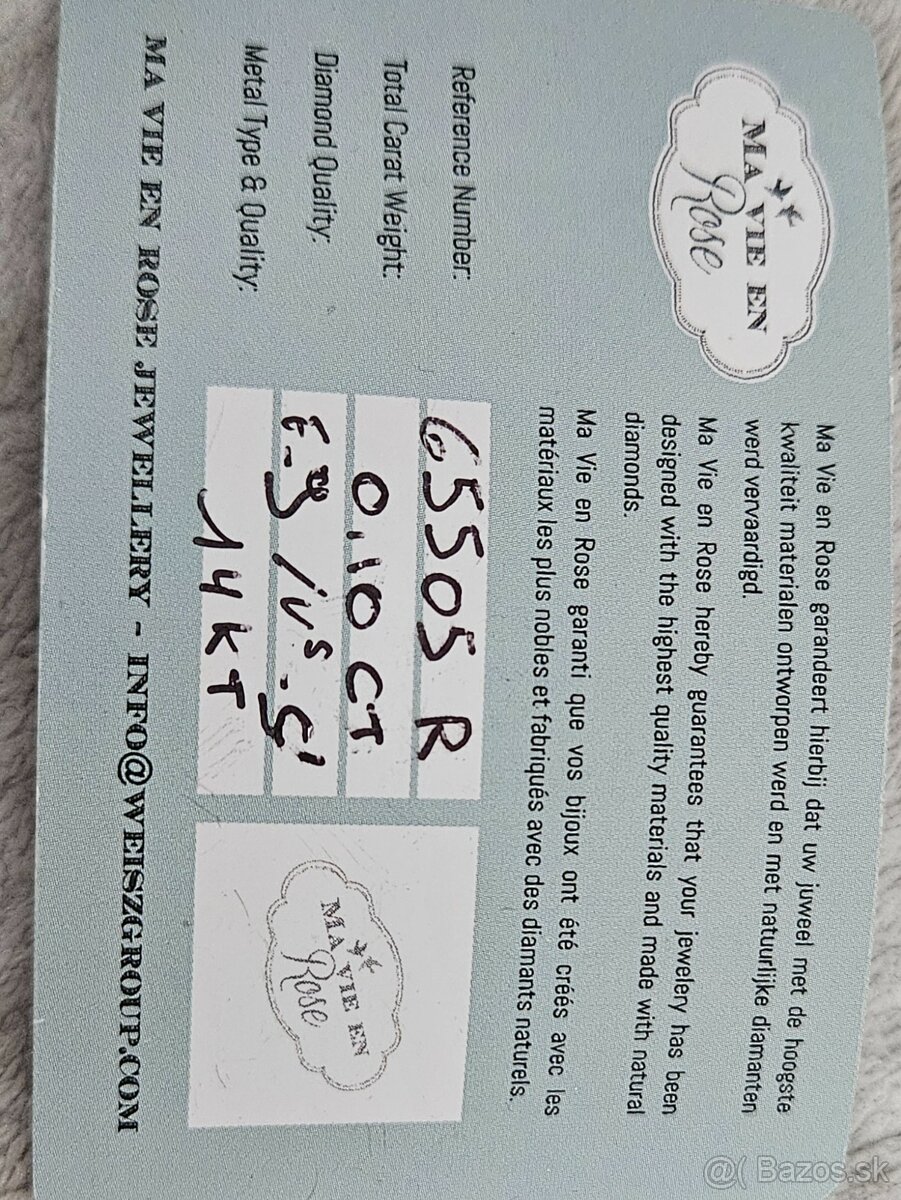 MA VIE EN
Rose
Ma Vie en Rose garandeert hierbij dat uw juweel met de hoogste
kwaliteit materialen ontworpen werd en met natuurlijke diamanten
werd vervaardigd.
Ma Vie en Rose hereby guarantees that your jewelery has been
designed with the highest quality materials and made with natural
diamonds.
Ma Vie en Rose garanti que vos bijoux ont été créés avec les
matériaux les plus nobles et fabriqués avec des diamants naturels.
Reference Number: 65505 R
Total Carat Weight: 0.10 CT
Diamond Quality:
Metal Type & Quality: 14KT
MA VIE EN
Rose
MA VIE EN ROSE JEWELLERY - INFO@WEISZGROUP.COM
@( Bazos.sk